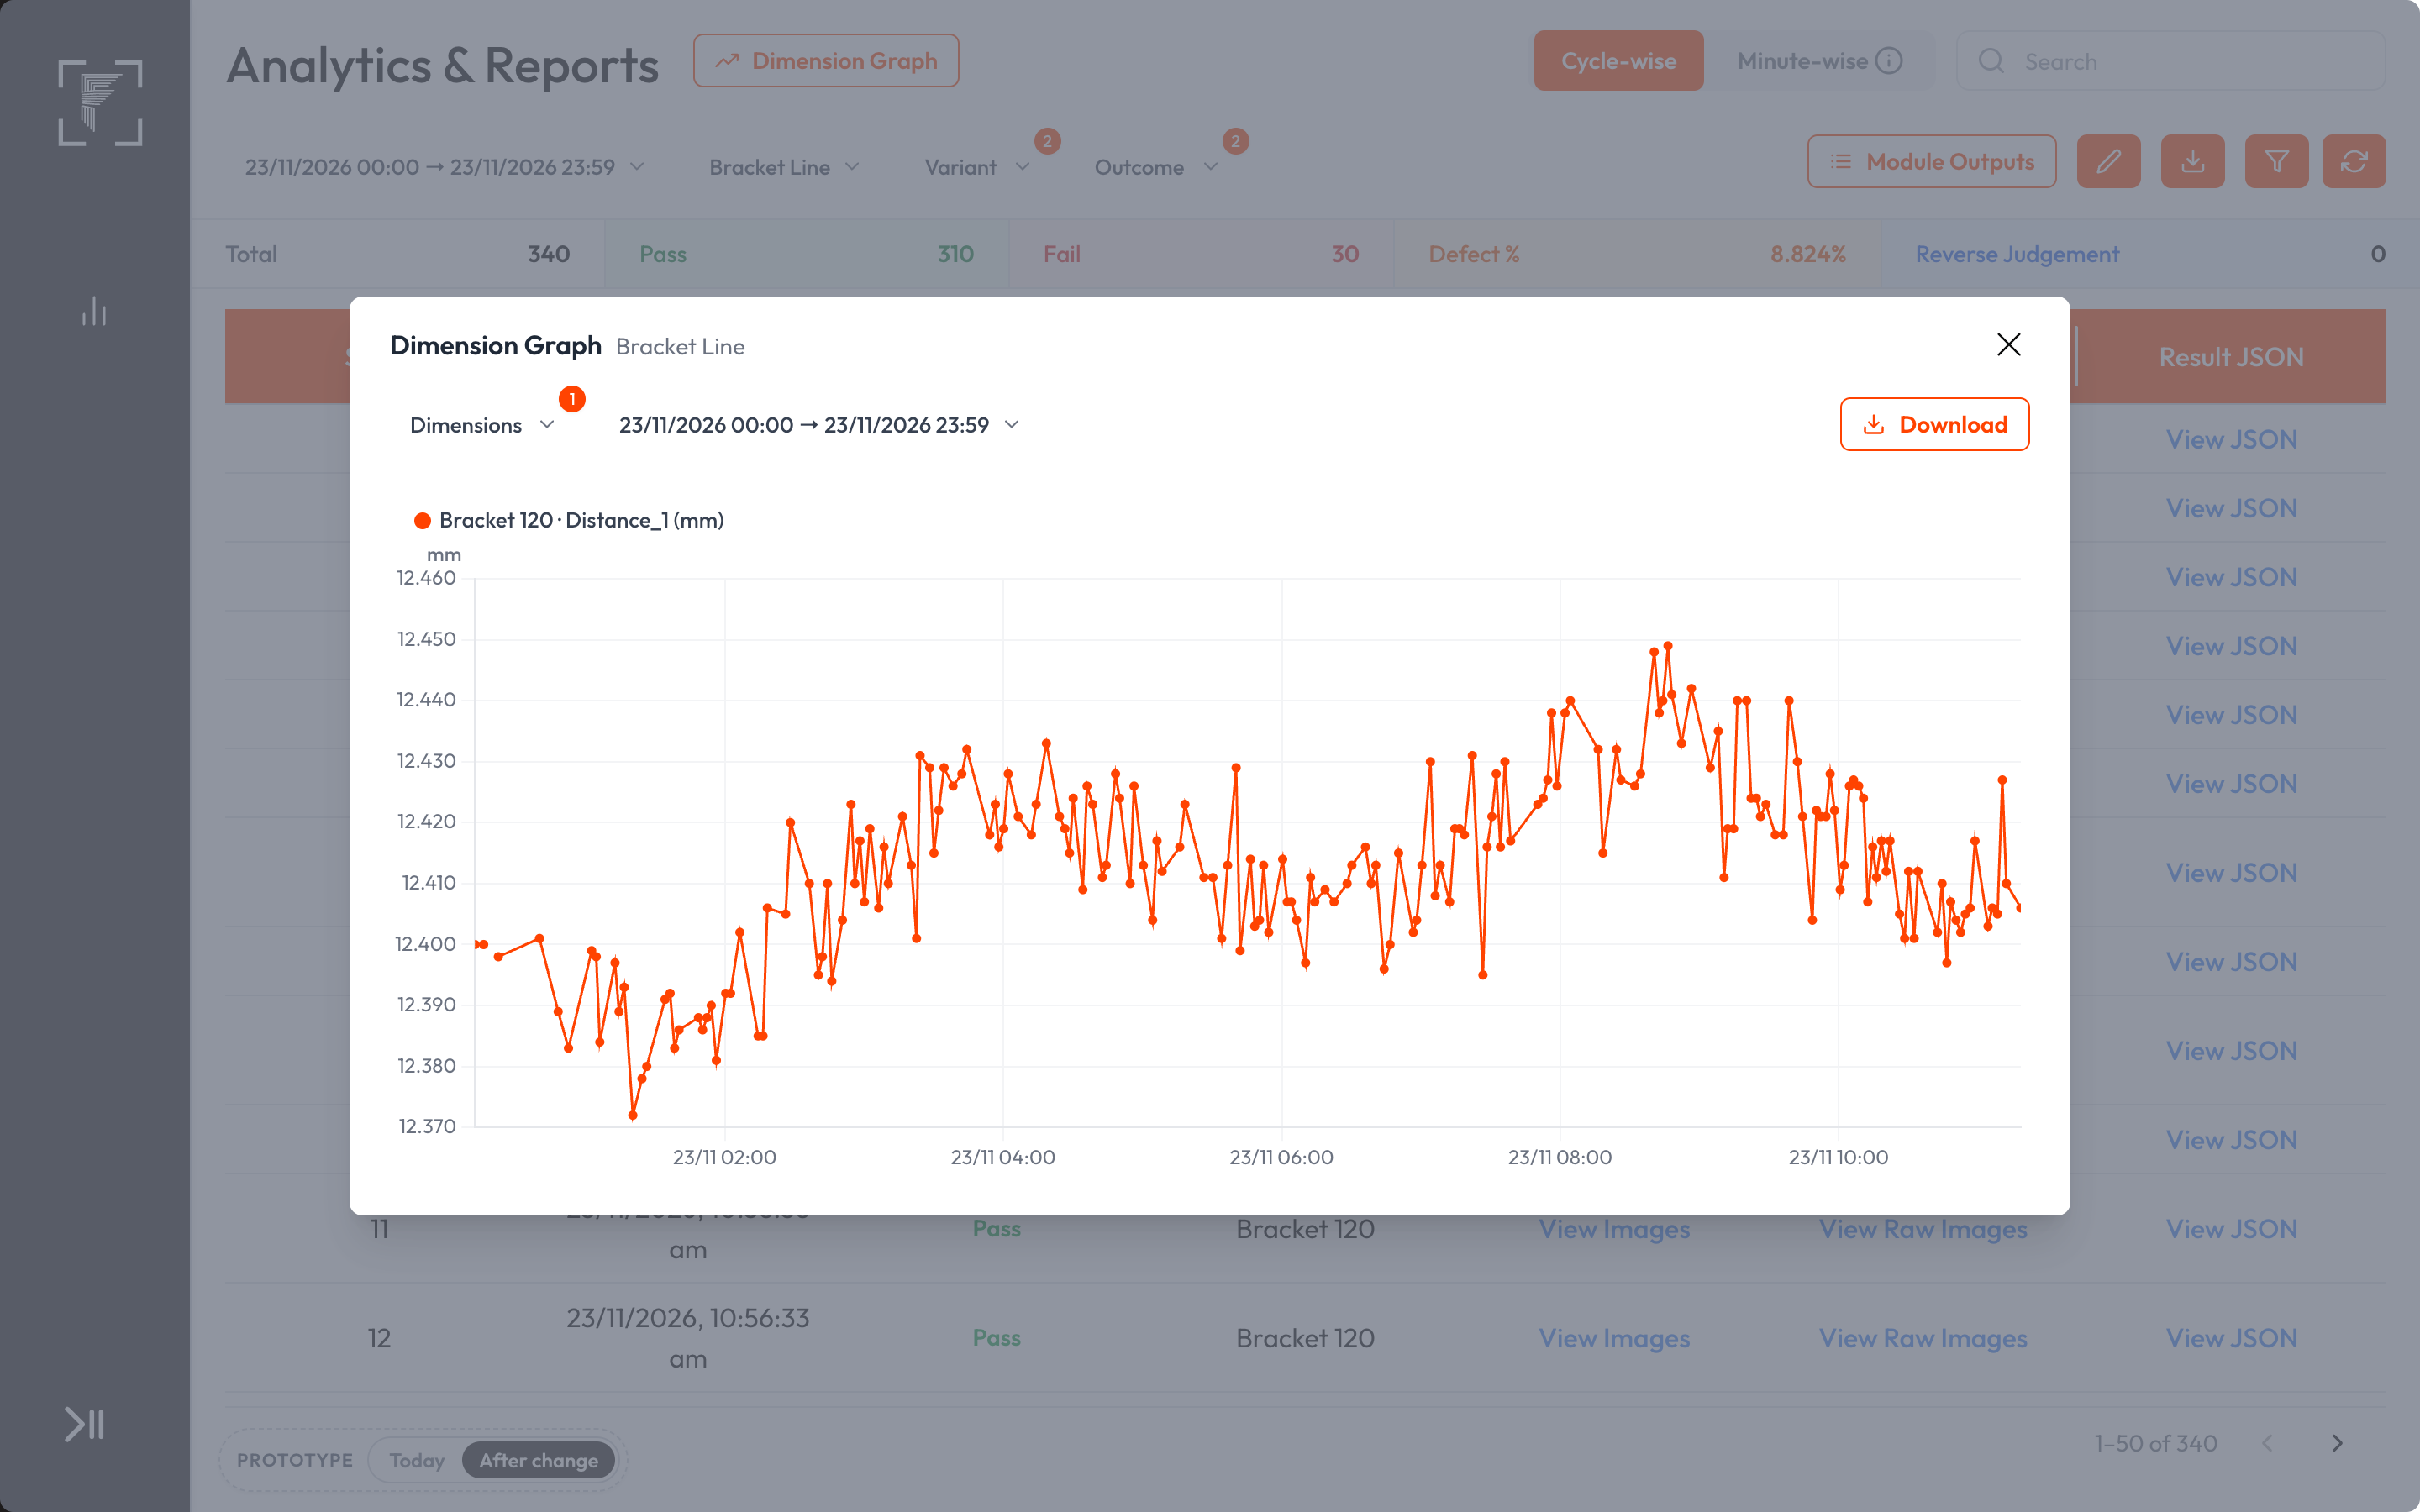 Analytics & Reports
Dimension Graph
Cycle-wise
Minute-wise
Search
23/11/2026 00:00 → 23/11/2026 23:59
Bracket Line
Variant
2
Outcome
2
Module Outputs
Total 340
Pass 310
Fail 30
Defect % 8.824%
Reverse Judgement 0
Result JSON
Dimension Graph Bracket Line
Dimensions
1
23/11/2026 00:00 → 23/11/2026 23:59
Download
Bracket 120 · Distance_1 (mm)
mm
12.460
12.450
12.440
12.430
12.420
12.410
12.400
12.390
12.380
12.370
23/11 02:00
23/11 04:00
23/11 06:00
23/11 08:00
23/11 10:00
View JSON
View JSON
View JSON
View JSON
View JSON
View JSON
View JSON
View JSON
View JSON
View JSON
11 am Pass Bracket 120 View Images View Raw Images View JSON
12 23/11/2026, 10:56:33 am Pass Bracket 120 View Images View Raw Images View JSON
PROTOTYPE Today After change
1–50 of 340